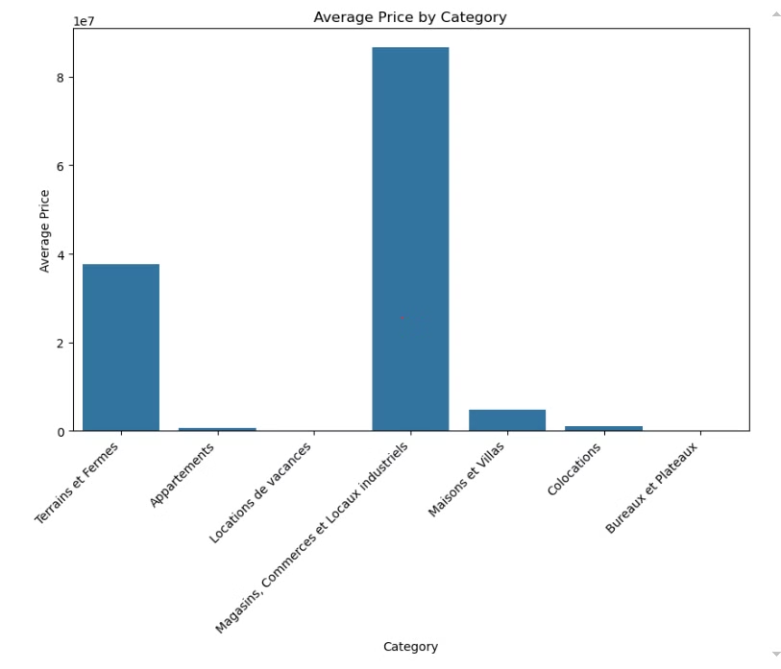 Average Price by Category
1e7
8
6
4
2
0
Average Price
Terrains et Fermes
Appartements
Locations de vacances
Magasins, Commerces et Locaux industriels
Maisons et Villas
Colocations
Bureaux et Plateaux
Category